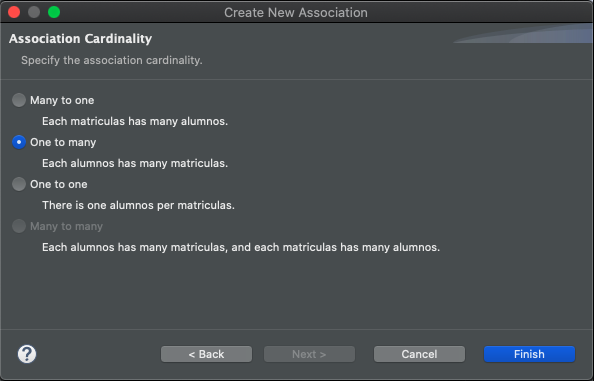 Create New Association
Association Cardinality
Specify the association cardinality.
Many to one
Each matriculas has many alumnos.
One to many
Each alumnos has many matriculas.
One to one
There is one alumnos per matriculas.
Many to many
Each alumnos has many matriculas, and each matriculas has many alumnos.
?
< Back
Next >
Cancel
Finish